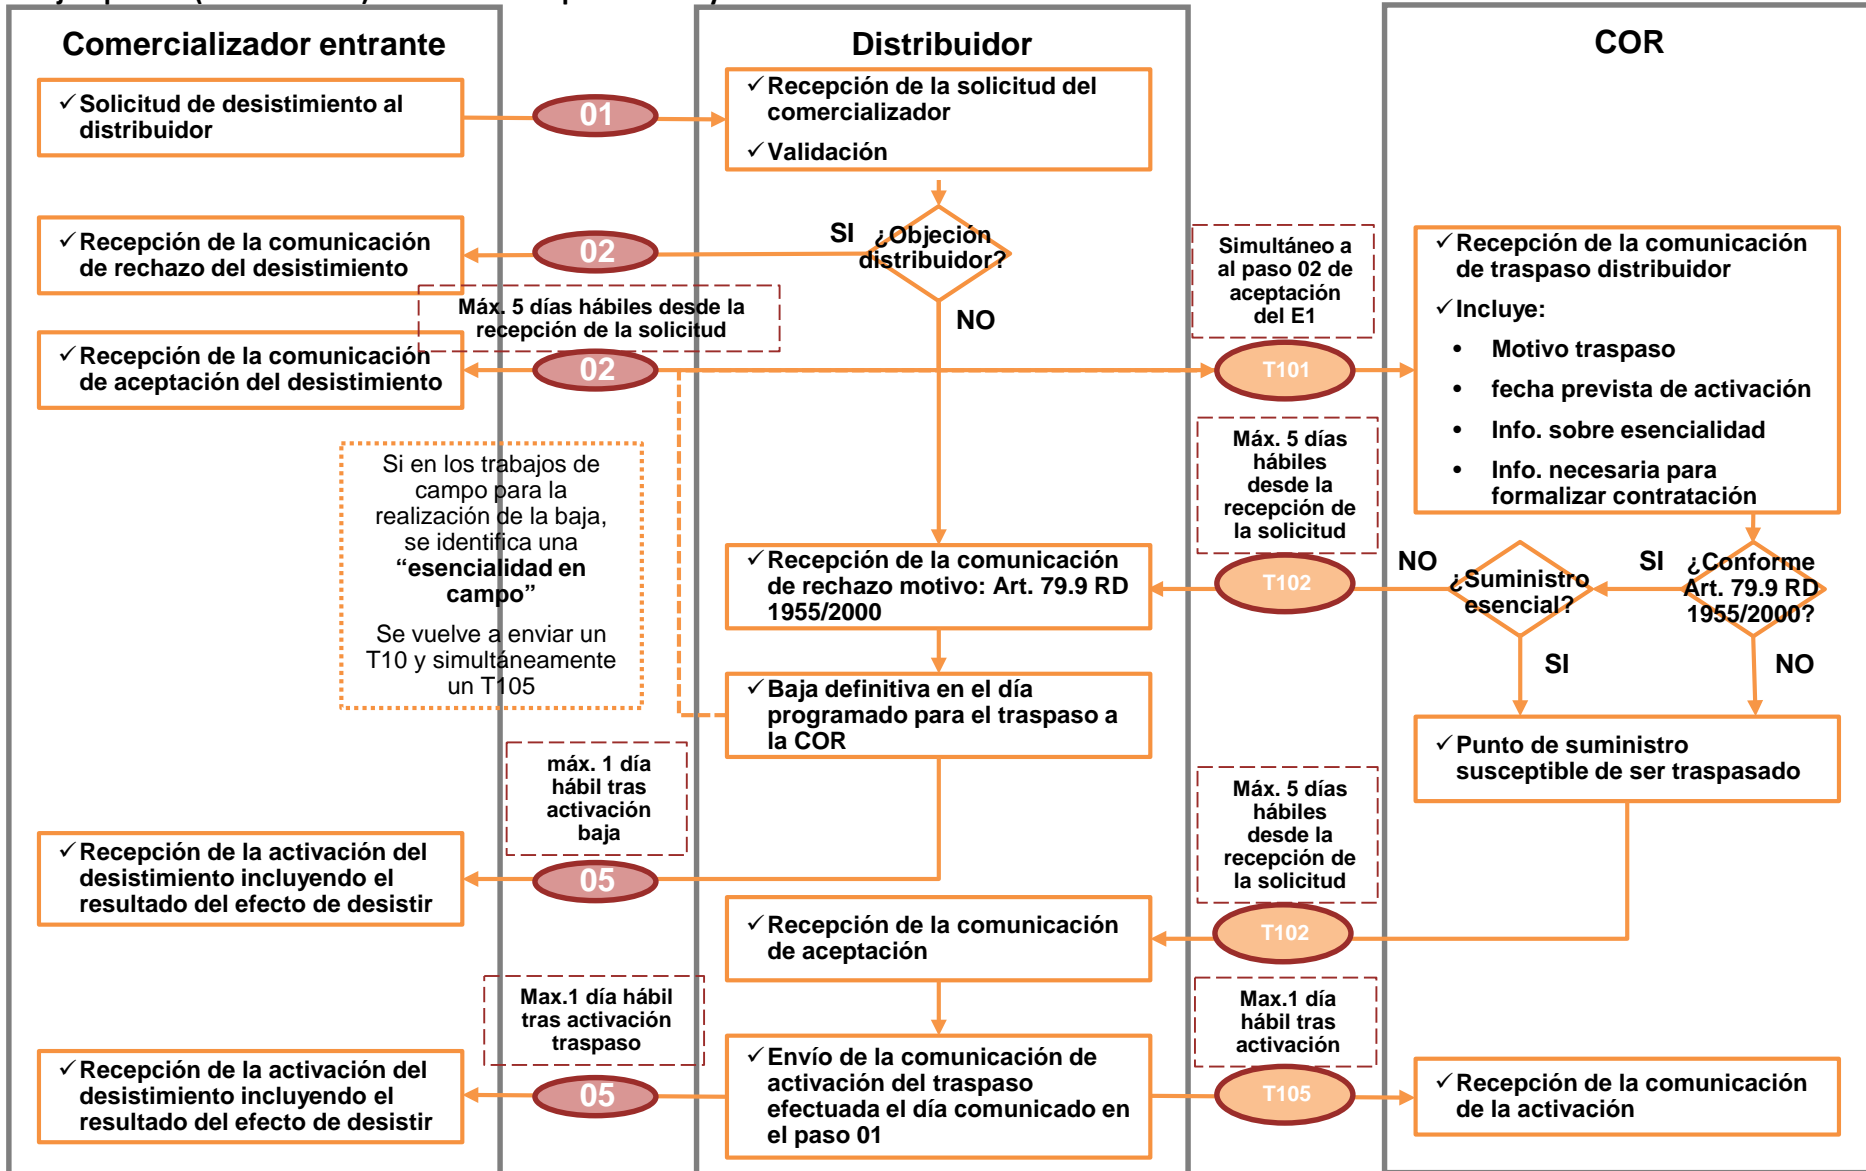 Comercializador entrante
Distribuidor
COR
✓ Solicitud de desistimiento al
distribuidor
01
✓ Recepción de la solicitud del
comercializador
✓ Validación
✓ Recepción de la comunicación
de rechazo del desistimiento
02
SI
¿Objeción
distribuidor?
NO
Máx. 5 días hábiles desde la
recepción de la solicitud
✓ Recepción de la comunicación
de aceptación del desistimiento
02
Simultáneo a
al paso 02 de
aceptación
del E1
T101
✓ Recepción de la comunicación
de traspaso distribuidor
✓ Incluye:
• Motivo traspaso
• fecha prevista de activación
• Info. sobre esencialidad
• Info. necesaria para
formalizar contratación
Si en los trabajos de
campo para la
realización de la baja,
se identifica una
“esencialidad en
campo”
Se vuelve a enviar un
T10 y simultáneamente
un T105
Máx. 5 días
hábiles
desde la
recepción de
la solicitud
✓ Recepción de la comunicación
de rechazo motivo: Art. 79.9 RD
1955/2000
T102
NO
¿Suministro
esencial?
SI
¿Conforme
Art. 79.9 RD
1955/2000?
SI
NO
✓ Baja definitiva en el día
programado para el traspaso a
la COR
✓ Punto de suministro
susceptible de ser traspasado
máx. 1 día
hábil tras
activación
baja
Máx. 5 días
hábiles
desde la
recepción de
la solicitud
✓ Recepción de la activación del
desistimiento incluyendo el
resultado del efecto de desistir
05
✓ Recepción de la comunicación
de aceptación
T102
Max.1 día hábil
tras activación
traspaso
Max.1 día
hábil tras
activación
✓ Recepción de la activación del
desistimiento incluyendo el
resultado del efecto de desistir
05
✓ Envío de la comunicación de
activación del traspaso
efectuada el día comunicado en
el paso 01
T105
✓ Recepción de la comunicación
de la activación